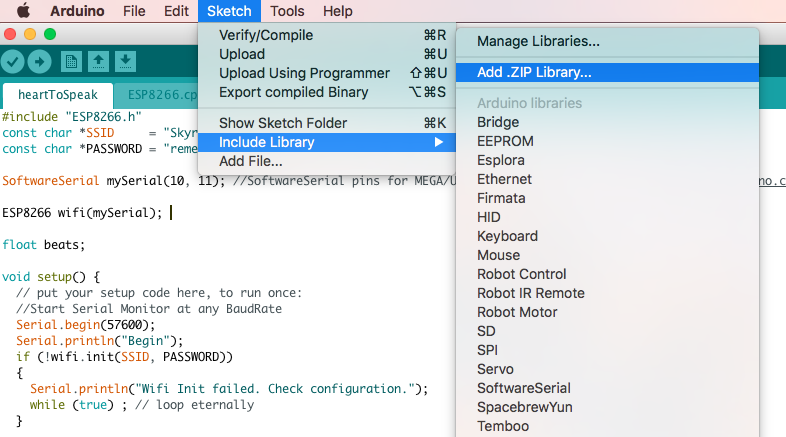 Arduino File Edit Sketch Tools Help
Verify/Compile ⌘R
Upload ⌘U
Upload Using Programmer ⇧⌘U
Export compiled Binary ⌥⌘S
Show Sketch Folder ⌘K
Include Library ▶
Add File...
Manage Libraries...
Add .ZIP Library...
Arduino libraries
Bridge
EEPROM
Esplora
Ethernet
Firmata
HID
Keyboard
Mouse
Robot Control
Robot IR Remote
Robot Motor
SD
SPI
Servo
SoftwareSerial
SpacebrewYun
Temboo
heartToSpeak ESP8266.cp
#include "ESP8266.h"
const char *SSID = "Skyn
const char *PASSWORD = "reme
SoftwareSerial mySerial(10, 11); //SoftwareSerial pins for MEGA/U no.c
ESP8266 wifi(mySerial);
float beats;
void setup() {
// put your setup code here, to run once:
//Start Serial Monitor at any BaudRate
Serial.begin(57600);
Serial.println("Begin");
if (!wifi.init(SSID, PASSWORD))
{
Serial.println("Wifi Init failed. Check configuration.");
while (true) ; // loop eternally
}